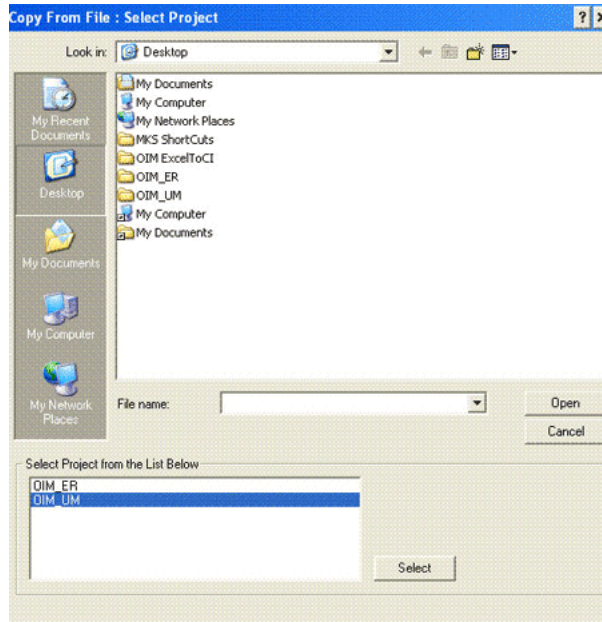 Copy From File : Select Project
Look in: Desktop
My Recent
Documents
Desktop
My Documents
My Computer
My Network
Places
My Documents
My Computer
My Network Places
MKS ShortCuts
OIM ExcelToCI
OIM_ER
OIM_UM
My Computer
My Documents
File name:
Open
Cancel
Select Project from the List Below
OIM_ER
OIM_UM
Select